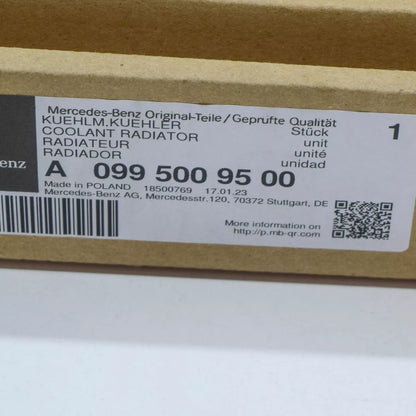 Mercedes-Benz Original-Teile/Geprüfte Qualität
KUEHLM.KUEHLER Stück 1
COOLANT RADIATOR unit
RADIATEUR unité
RADIADOR unidad
enz
A 099 500 95 00
Made in POLAND 18500769 17.01.23
Mercedes-Benz AG, Mercedesstr.120, 70372 Stuttgart, DE
More information on
http://p.mb-qr.com